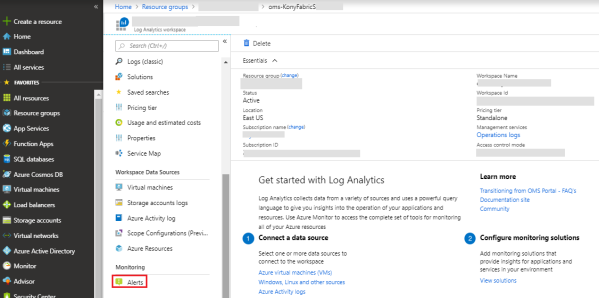 Create a resource
Home
Dashboard
All services
FAVORITES
All resources
Resource groups
App Services
Function Apps
SQL databases
Azure Cosmos DB
Virtual machines
Load balancers
Storage accounts
Virtual networks
Azure Active Directory
Monitor
Advisor
Security Center
Home > Resource groups > oms-KonyFabricS
Log Analytics workspace
Search (Ctrl+/)
Logs (classic)
Solutions
Saved searches
Pricing tier
Usage and estimated costs
Properties
Service Map
Workspace Data Sources
Virtual machines
Storage accounts logs
Azure Activity log
Scope Configurations (Previ...
Azure Resources
Monitoring
Alerts
Delete
Essentials
Resource group (change)
Status
Active
Location
East US
Subscription name (change)
Subscription ID
Workspace Name
Workspace Id
Pricing tier
Standalone
Management services
Operations logs
Access control mode
Get started with Log Analytics
Log Analytics collects data from a variety of sources and uses a powerful query
language to give you insights into the operation of your applications and
resources. Use Azure Monitor to access the complete set of tools for monitoring
all of your Azure resources
1 Connect a data source
Select one or more data sources to
connect to the workspace
Azure virtual machines (VMs)
Windows, Linux and other sources
Azure Activity logs
Learn more
Transitioning from OMS Portal - FAQ's
Documentation site
Community
2 Configure monitoring solutions
Add monitoring solutions that
provide insights for applications and
services in your environment
View solutions